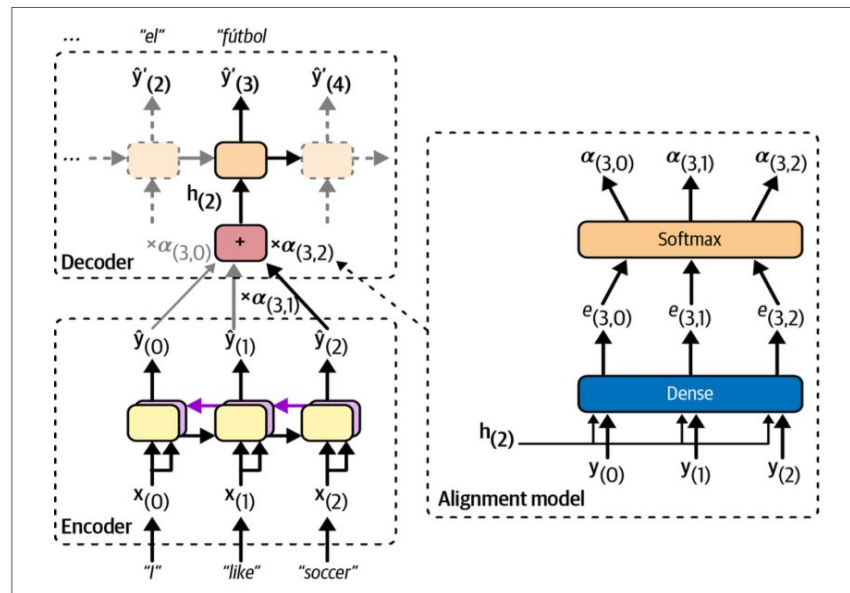 ... "el" "fútbol
ŷ'(2) ŷ'(3) ŷ'(4)
...
h(2)
+
×α(3,0) ×α(3,2)
Decoder
×α(3,1)
ŷ(0) ŷ(1) ŷ(2)
x(0) x(1) x(2)
Encoder
"I" "like" "soccer"
α(3,0) α(3,1) α(3,2)
Softmax
e(3,0) e(3,1) e(3,2)
Dense
h(2)
y(0) y(1) y(2)
Alignment model